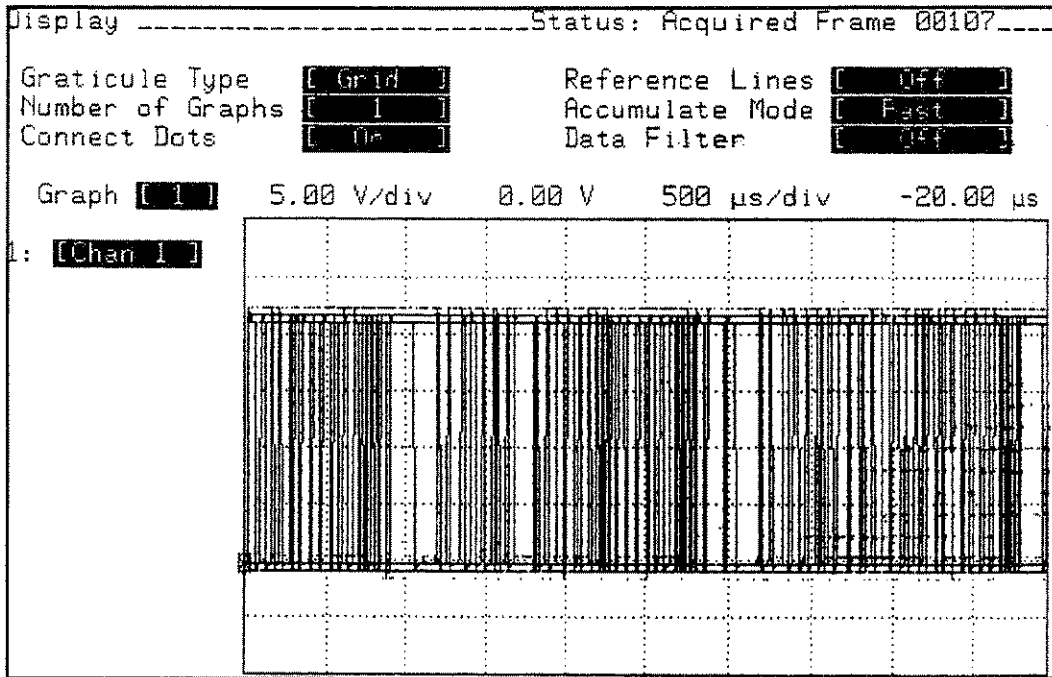 Display ________________________Status: Acquired Frame 00107____
Graticule Type [ Grid ] Reference Lines [ Off ]
Number of Graphs [ 1 ] Accumulate Mode [ Fast ]
Connect Dots [ On ] Data Filter [ Off ]
Graph [ 1 ] 5.00 V/div 0.00 V 500 µs/div -20.00 µs
1: [Chan 1 ]